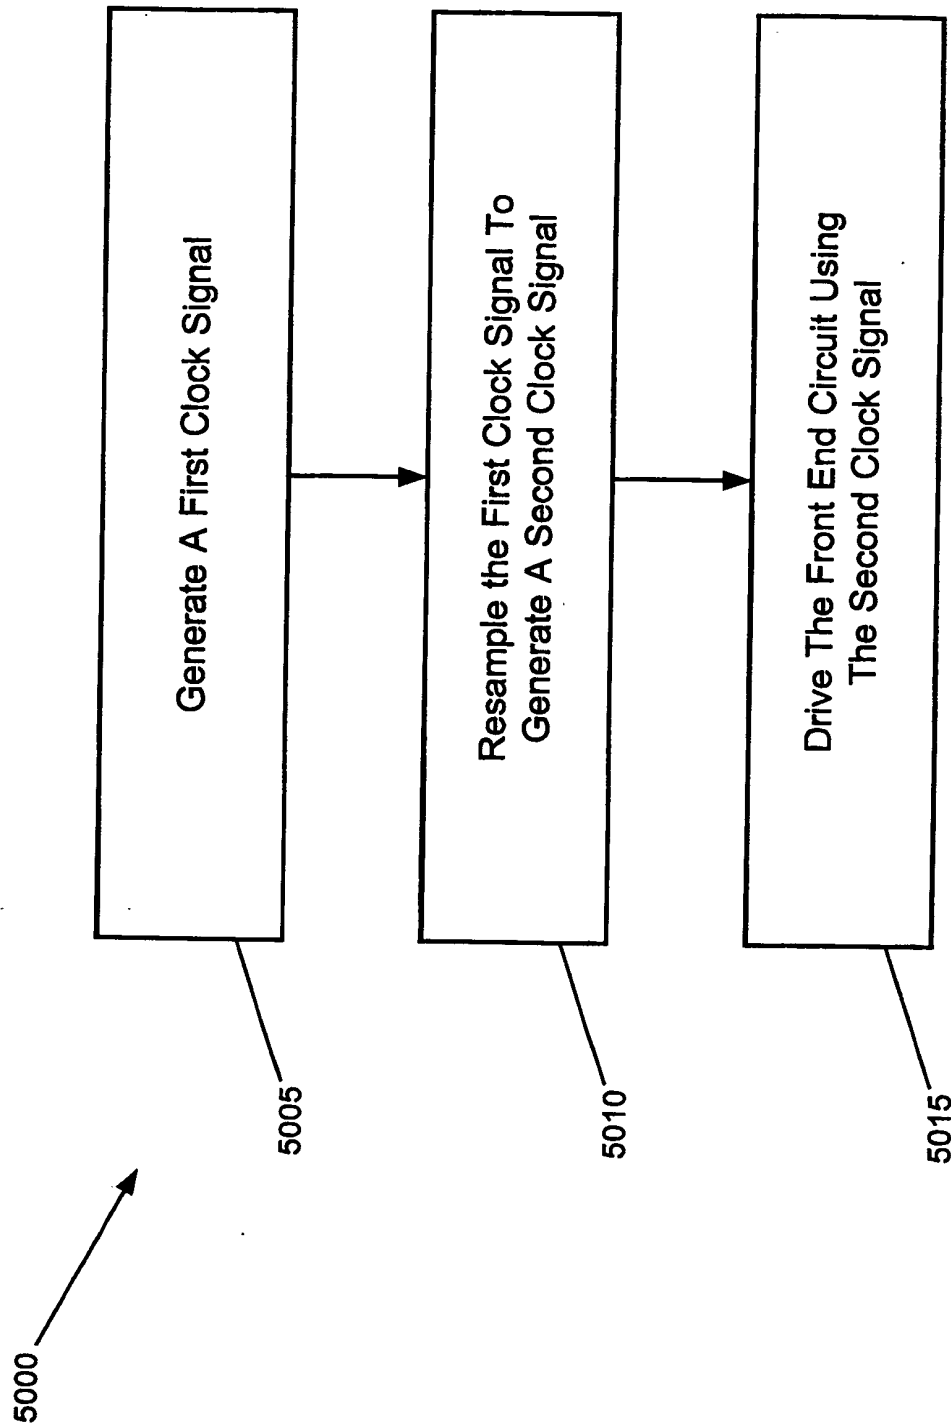 5000
5005
Generate A First Clock Signal
5010
Resample the First Clock Signal To
Generate A Second Clock Signal
5015
Drive The Front End Circuit Using
The Second Clock Signal